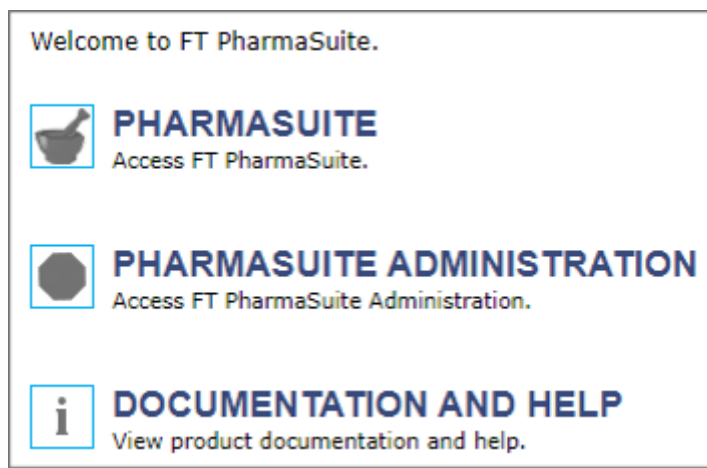 Welcome to FT PharmaSuite.
PHARMASUITE
Access FT PharmaSuite.
PHARMASUITE ADMINISTRATION
Access FT PharmaSuite Administration.
i
DOCUMENTATION AND HELP
View product documentation and help.